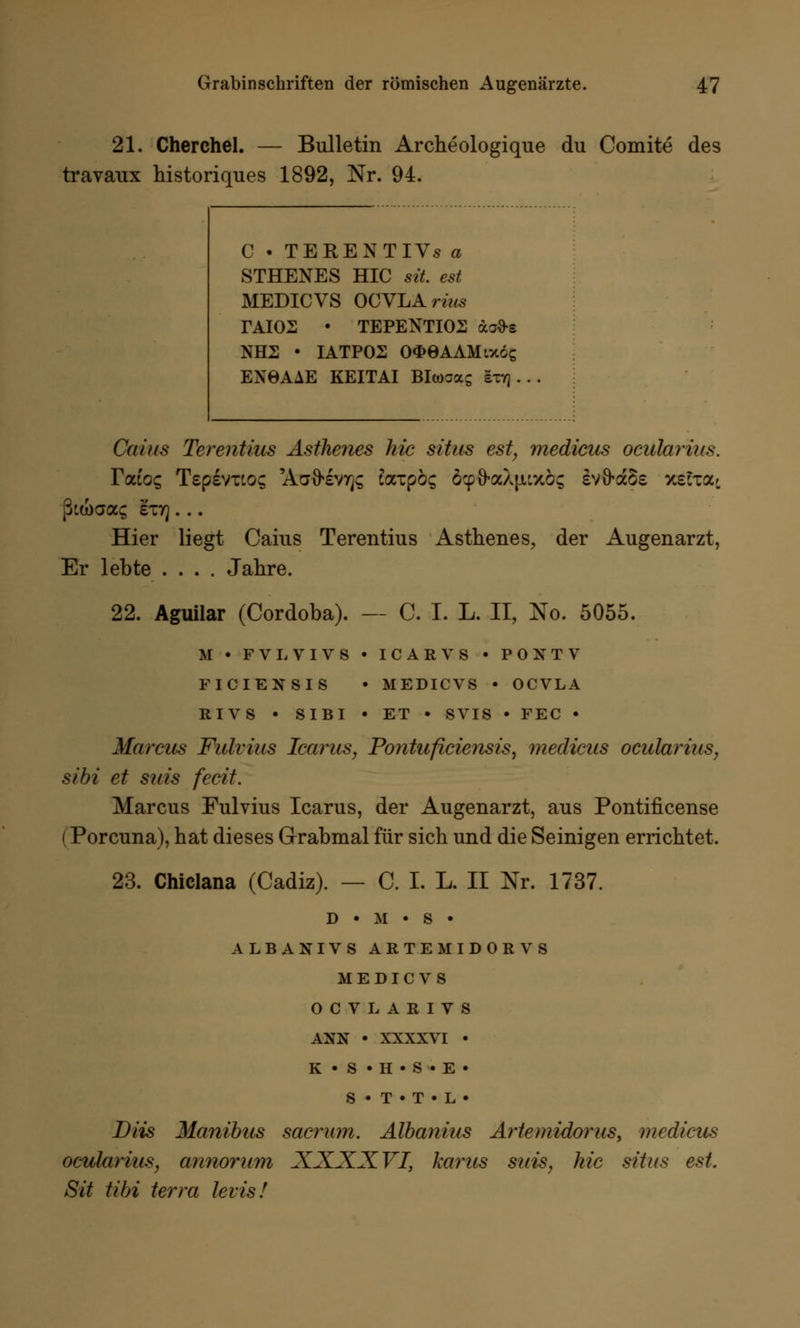 Grabinschriften der römischen Augenärzte. 47
21. Cherchel. — Bulletin Archéologique du Comité des
travaux historiques 1892, Nr. 94.
C • TERENTIVs a
STHENES HIC sit. est
MEDICVS OCVLA rius
ΓΑΙΟΣ • ΤΕΡΕΝΤΙΟΣ ἀσθε
ΝΗΣ • ΙΑΤΡΟΣ ΟΦΘΑΛΜικός
ΕΝΘΑΔΕ ΚΕΙΤΑΙ ΒΙωσας ἔτη ...
Caius Terentius Asthenes hic situs est, medicus ocularius.
Γαίος Τερέντιος Ἀσθένης ἰατρὸς ὀφθαλμικὸς ἐνθάδε κεῖται
βιώσας ἔτη ...
Hier liegt Caius Terentius Asthenes, der Augenarzt,
Er lebte .... Jahre.
22. Aguilar (Cordoba). — C. I. L. II, No. 5055.
M • FVLVIVS • ICARVS • PONTV
FICIENSIS • MEDICVS • OCVLA
RIVS • SIBI • ET • SVIS • FEC •
Marcus Fulvius Icarus, Pontuficiensis, medicus ocularius,
sibi et suis fecit.
Marcus Fulvius Icarus, der Augenarzt, aus Pontificense
(Porcuna), hat dieses Grabmal für sich und die Seinigen errichtet.
23. Chiclana (Cadiz). — C. I. L. II Nr. 1737.
D • M • S •
ALBANIVS ARTEMIDORVS
MEDICVS
OCVLARIVS
ANN • XXXXVI •
K • S • H • S • E •
S • T • T • L •
Diis Manibus sacrum. Albanius Artemidorus, medicus
ocularius, annorum XXXXVI, karus suis, hic situs est.
Sit tibi terra levis!